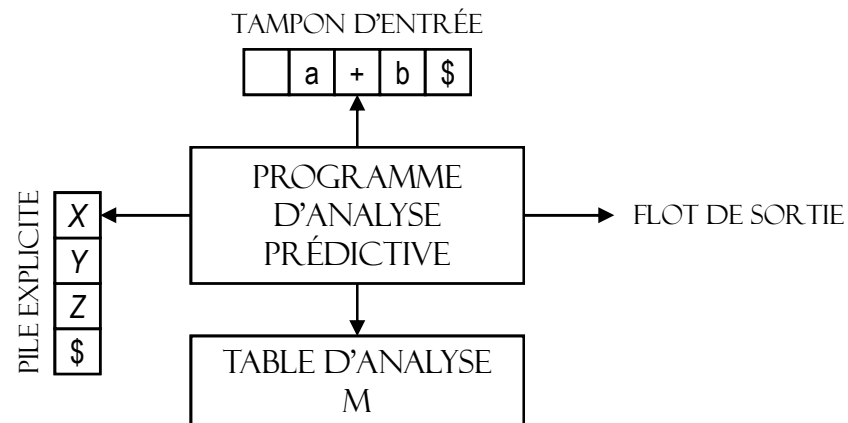 TAMPON D'ENTRÉE
a + b $
PROGRAMME
D'ANALYSE
PRÉDICTIVE
PILE EXPLICITE
X
Y
Z
$
FLOT DE SORTIE
TABLE D'ANALYSE
M